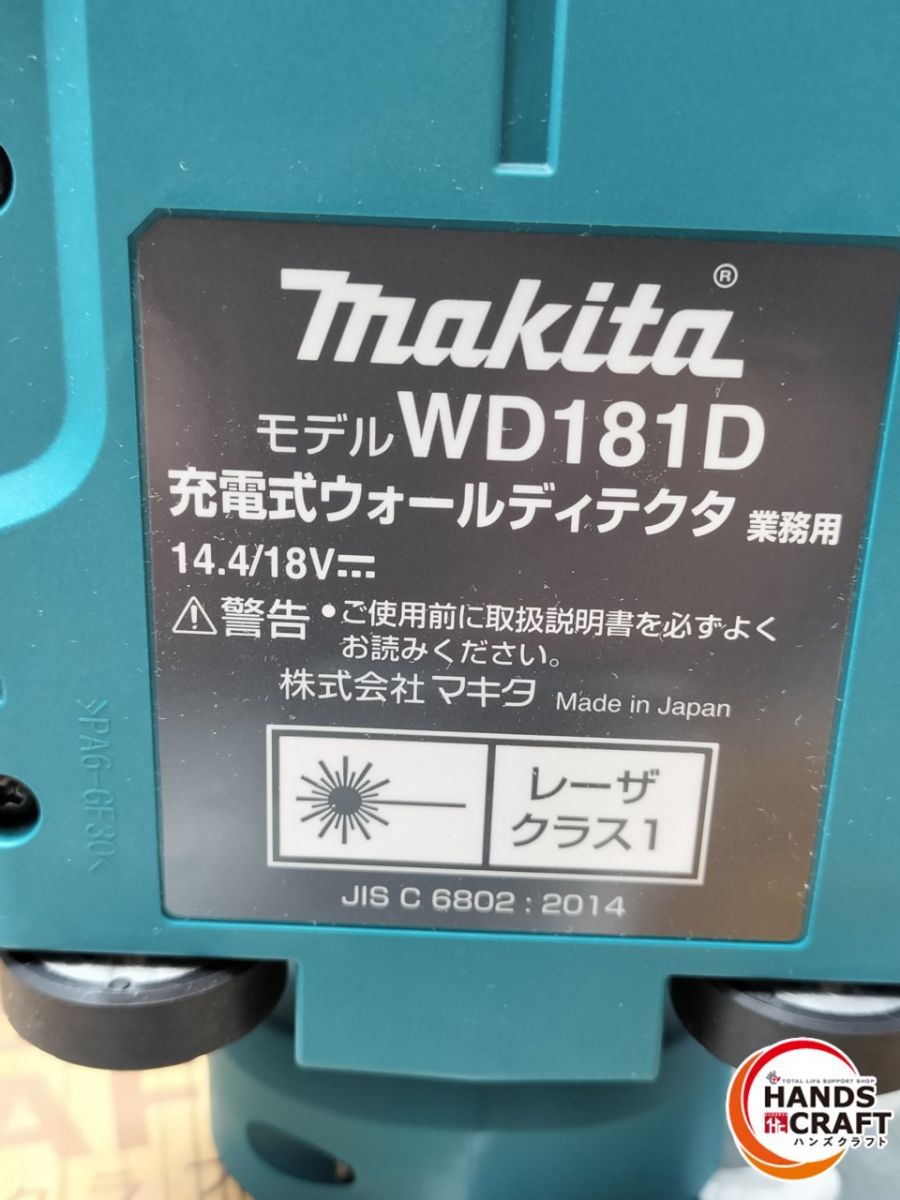 makita®
モデル WD181D
充電式ウォールディテクタ 業務用
14.4/18V
警告 •ご使用前に取扱説明書を必ずよく
お読みください。
株式会社 マキタ Made in Japan
レーザ
クラス1
JIS C 6802 : 2014
>PA6-GF30<
TOTAL LIFE SUPPORT SHOP
HANDS
CRAFT
ハンズクラフト